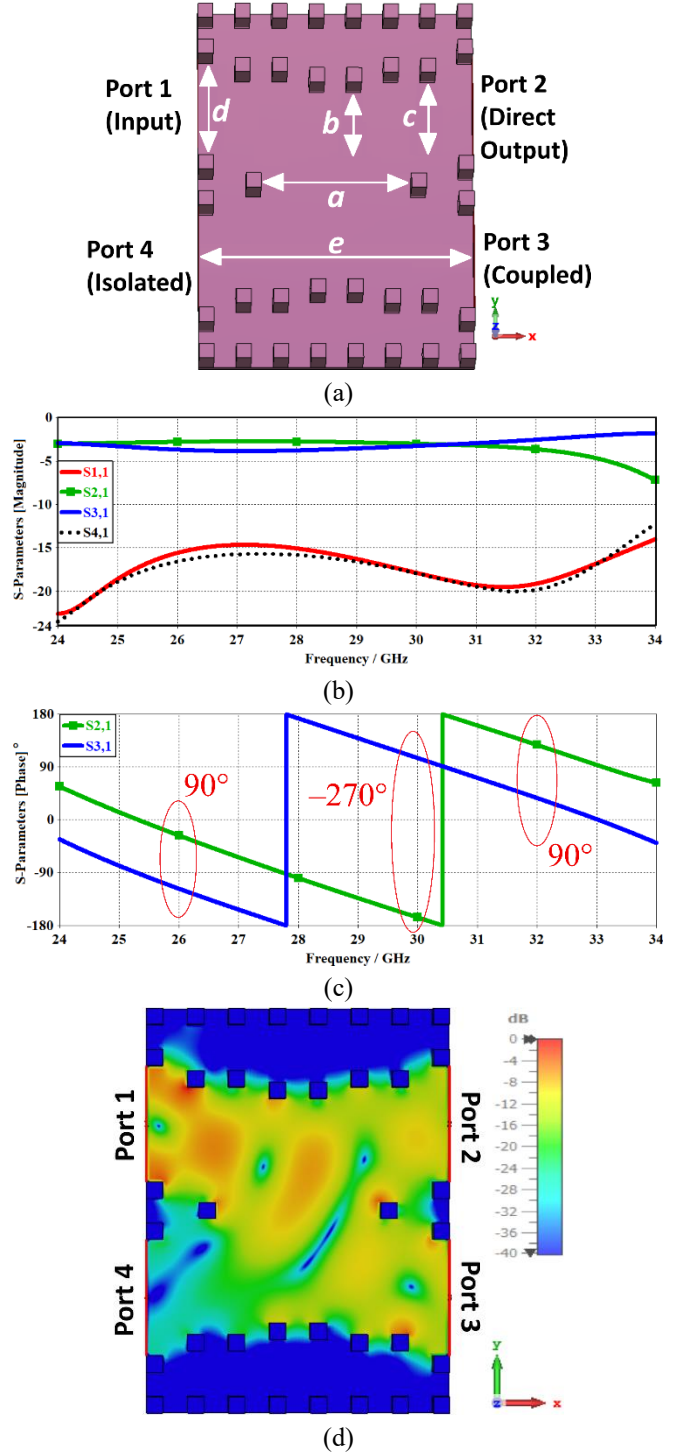 Port 1
(Input)
d
b
c
Port 2
(Direct
Output)
a
Port 4
(Isolated)
e
Port 3
(Coupled)
y
z
x
(a)
S-Parameters [Magnitude]
0
-5
-10
-15
-20
-24
S1,1
S2,1
S3,1
S4,1
24 25 26 27 28 29 30 31 32 33 34
Frequency / GHz
(b)
S-Parameters [Phase]°
180
90
0
-90
-180
S2,1
S3,1
90°
–270°
90°
24 25 26 27 28 29 30 31 32 33 34
Frequency / GHz
(c)
Port 1
Port 2
Port 4
Port 3
dB
0
-4
-8
-12
-16
-20
-24
-28
-32
-36
-40
y
z
x
(d)